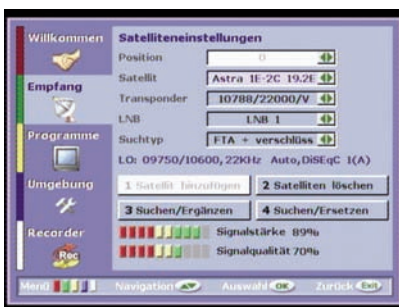 Willkommen
Empfang
Programme
Umgebung
Recorder
Rec
Satelliteneinstellungen
Position 0
Satellit Astra 1E-2C 19.2E
Transponder 10788/22000/V
LNB LNB 1
Suchtyp FTA + verschlüss
LO: 09750/10600, 22KHz Auto,DiSEqC 1(A)
1 Satellit hinzufügen 2 Satelliten löschen
3 Suchen/Ergänzen 4 Suchen/Ersetzen
Signalstärke 89%
Signalqualität 70%
Menü Navigation Auswahl OK Zurück Exit